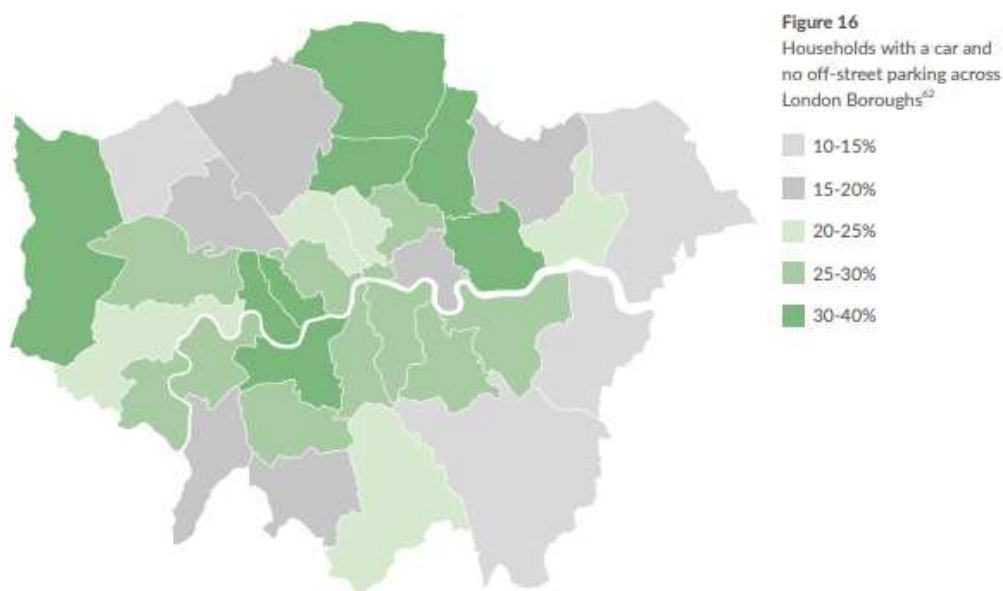 Figure 16
Households with a car and
no off-street parking across
London Boroughs⁶²
10-15%
15-20%
20-25%
25-30%
30-40%